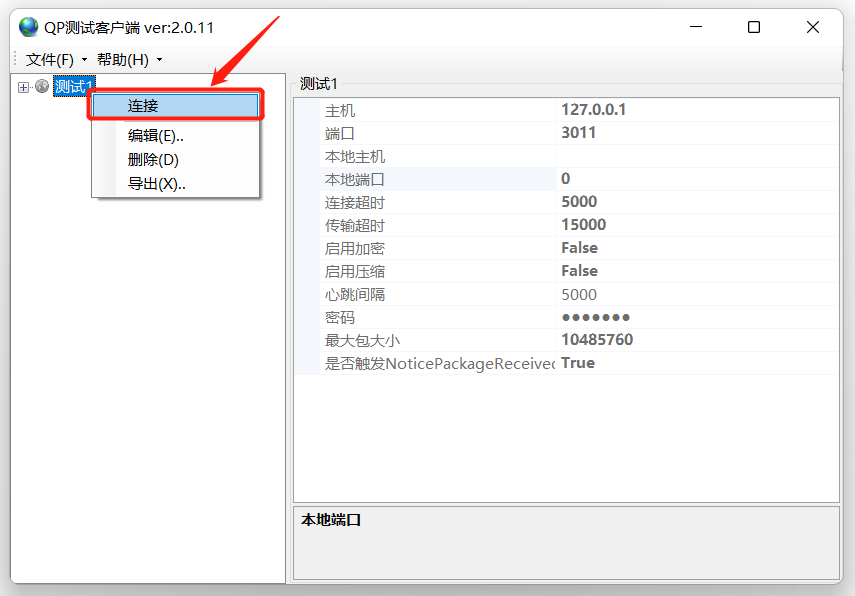 QP测试客户端 ver:2.0.11
文件(F) 帮助(H)
测试1
连接
编辑(E)..
删除(D)
导出(X)..
测试1
主机 127.0.0.1
端口 3011
本地主机
本地端口 0
连接超时 5000
传输超时 15000
启用加密 False
启用压缩 False
心跳间隔 5000
密码 ●●●●●●●
最大包大小 10485760
是否触发NoticePackageReceived True
本地端口